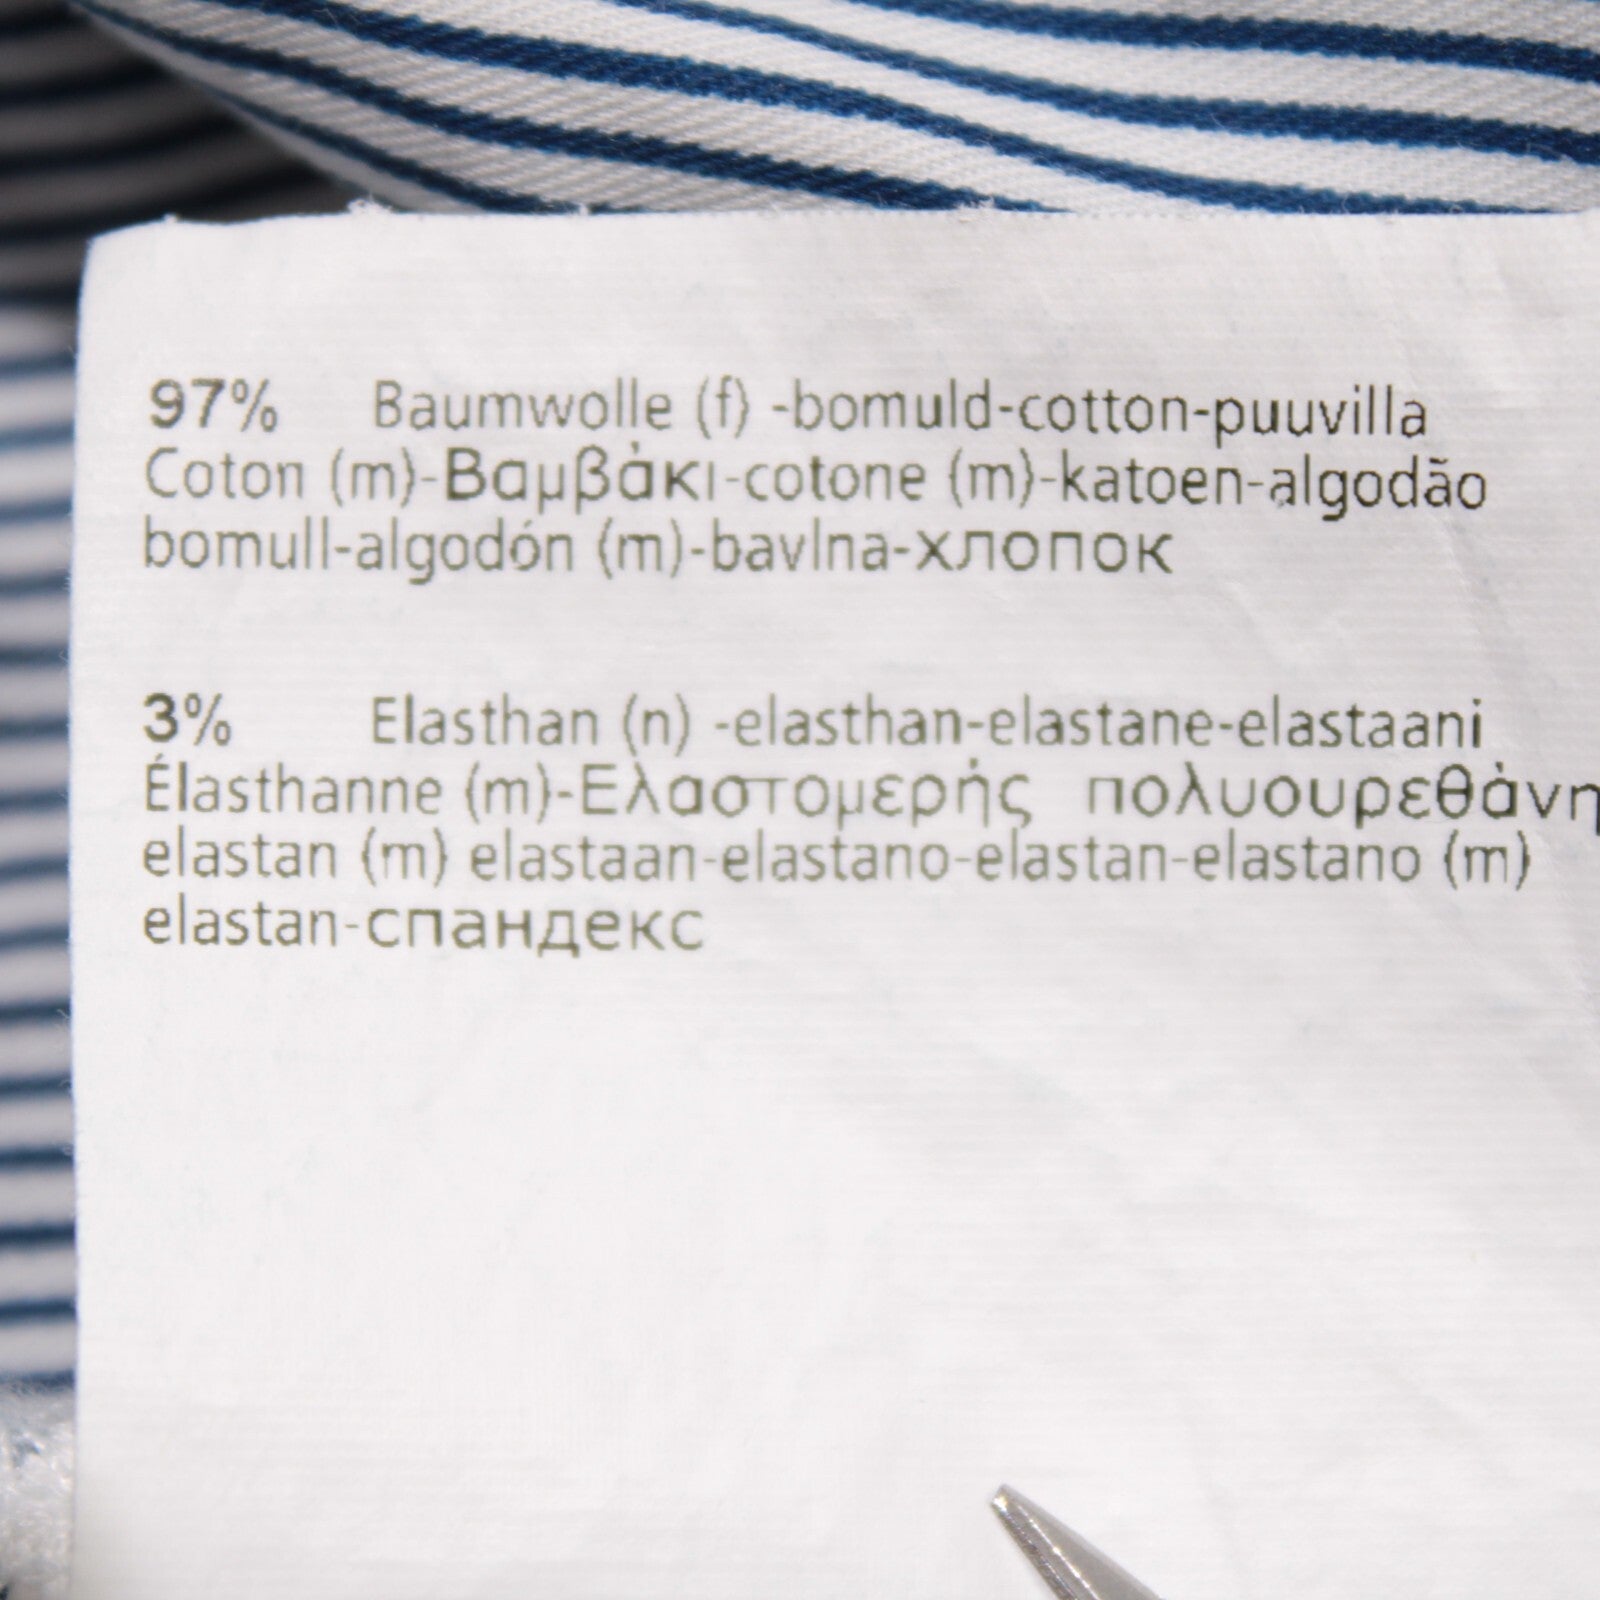 97% Baumwolle (f) -bomuld-cotton-puuvilla
Coton (m)-Βαμβάκι-cotone (m)-katoen-algodão
bomull-algodón (m)-bavlna-хлопок
3% Elasthan (n) -elasthan-elastane-elastaani
Élasthanne (m)-Ελαστομερής πολυουρεθάνη
elastan (m) elastaan-elastano-elastan-elastano (m)
elastan-спандекс